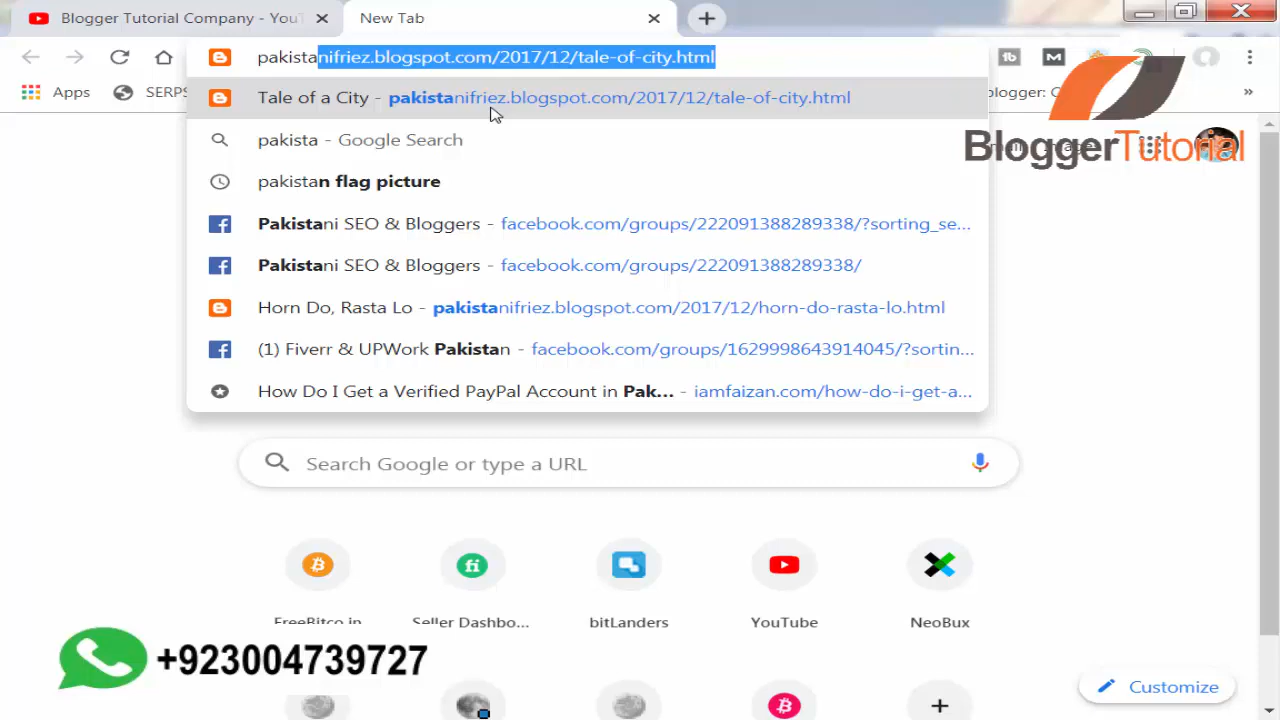 Blogger Tutorial Company - YouT
New Tab
pakistanifriez.blogspot.com/2017/12/tale-of-city.html
Apps
SERPS
blogger: C
»
Tale of a City - pakistanifriez.blogspot.com/2017/12/tale-of-city.html
BloggerTutorial
pakista - Google Search
pakistan flag picture
Pakistani SEO & Bloggers - facebook.com/groups/222091388289338/?sorting_se...
Pakistani SEO & Bloggers - facebook.com/groups/222091388289338/
Horn Do, Rasta Lo - pakistanifriez.blogspot.com/2017/12/horn-do-rasta-lo.html
(1) Fiverr & UPWork Pakistan - facebook.com/groups/1629998643914045/?sortin...
How Do I Get a Verified PayPal Account in Pak... - iamfaizan.com/how-do-i-get-a...
Search Google or type a URL
FreeBitco.in
Seller Dashbo...
bitLanders
YouTube
NeoBux
+923004739727
Customize